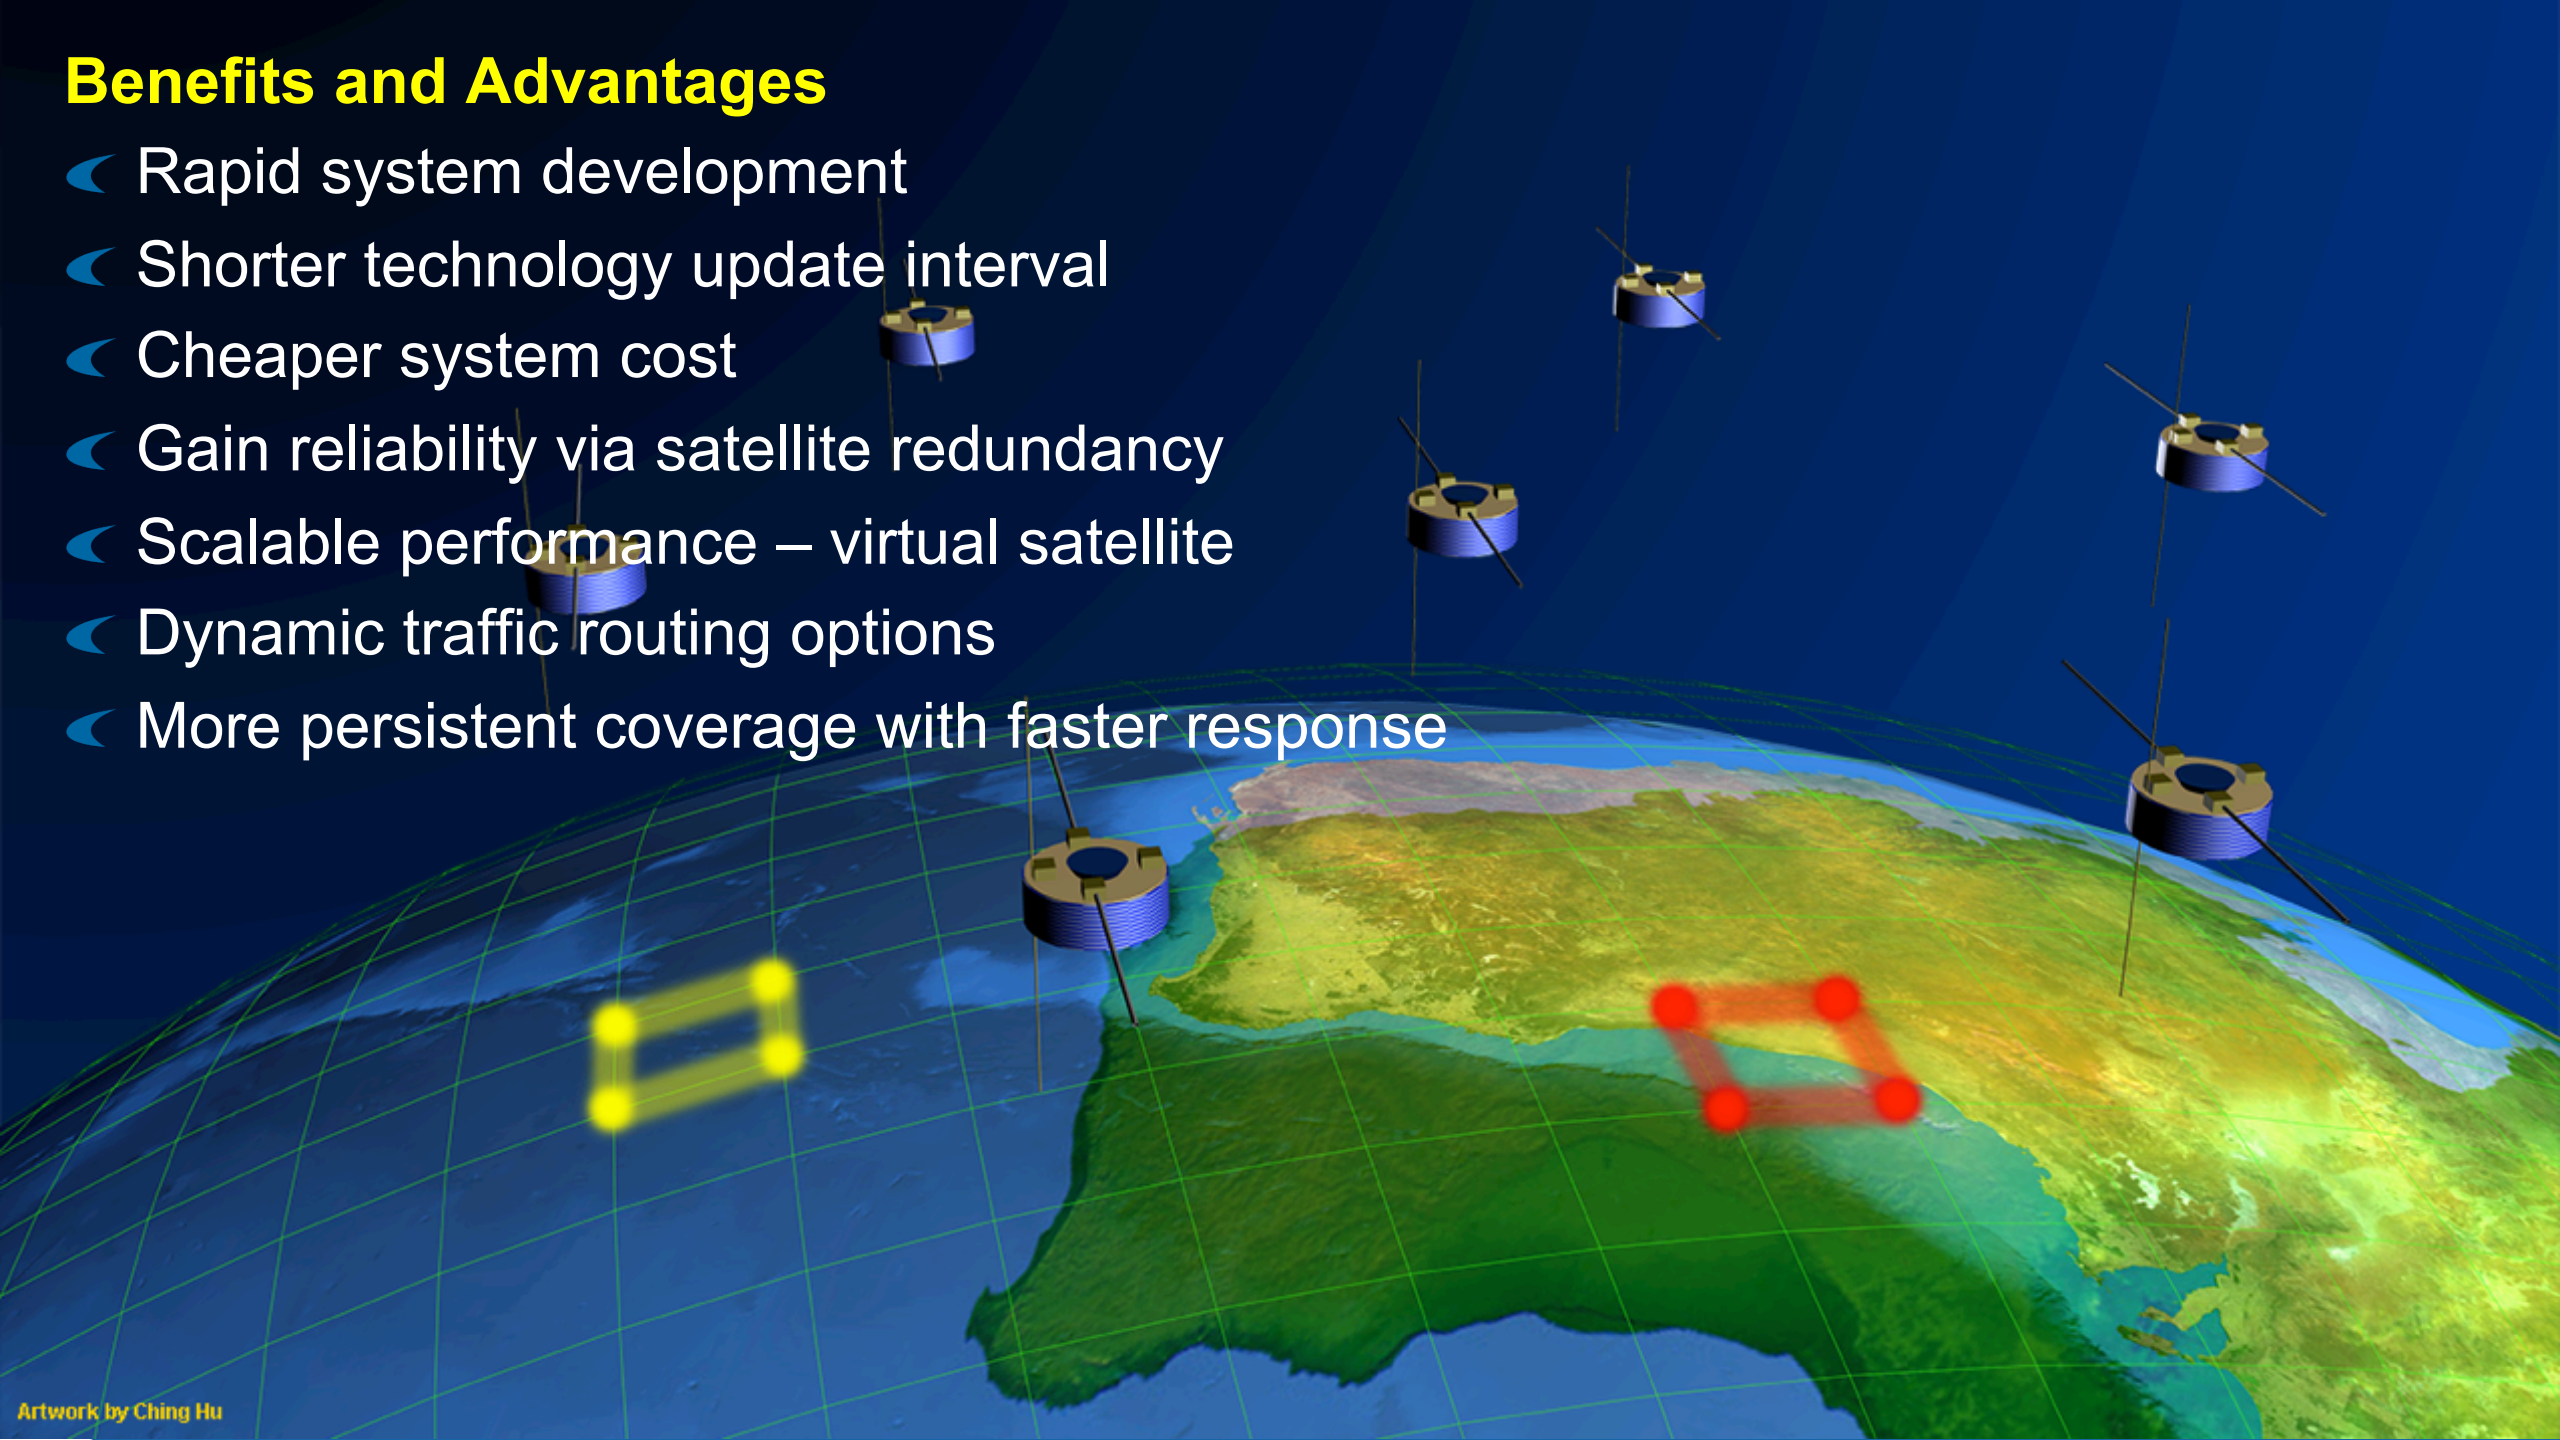 Benefits and Advantages
Rapid system development
Shorter technology update interval
Cheaper system cost
Gain reliability via satellite redundancy
Scalable performance – virtual satellite
Dynamic traffic routing options
More persistent coverage with faster response
Artwork by Ching Hu